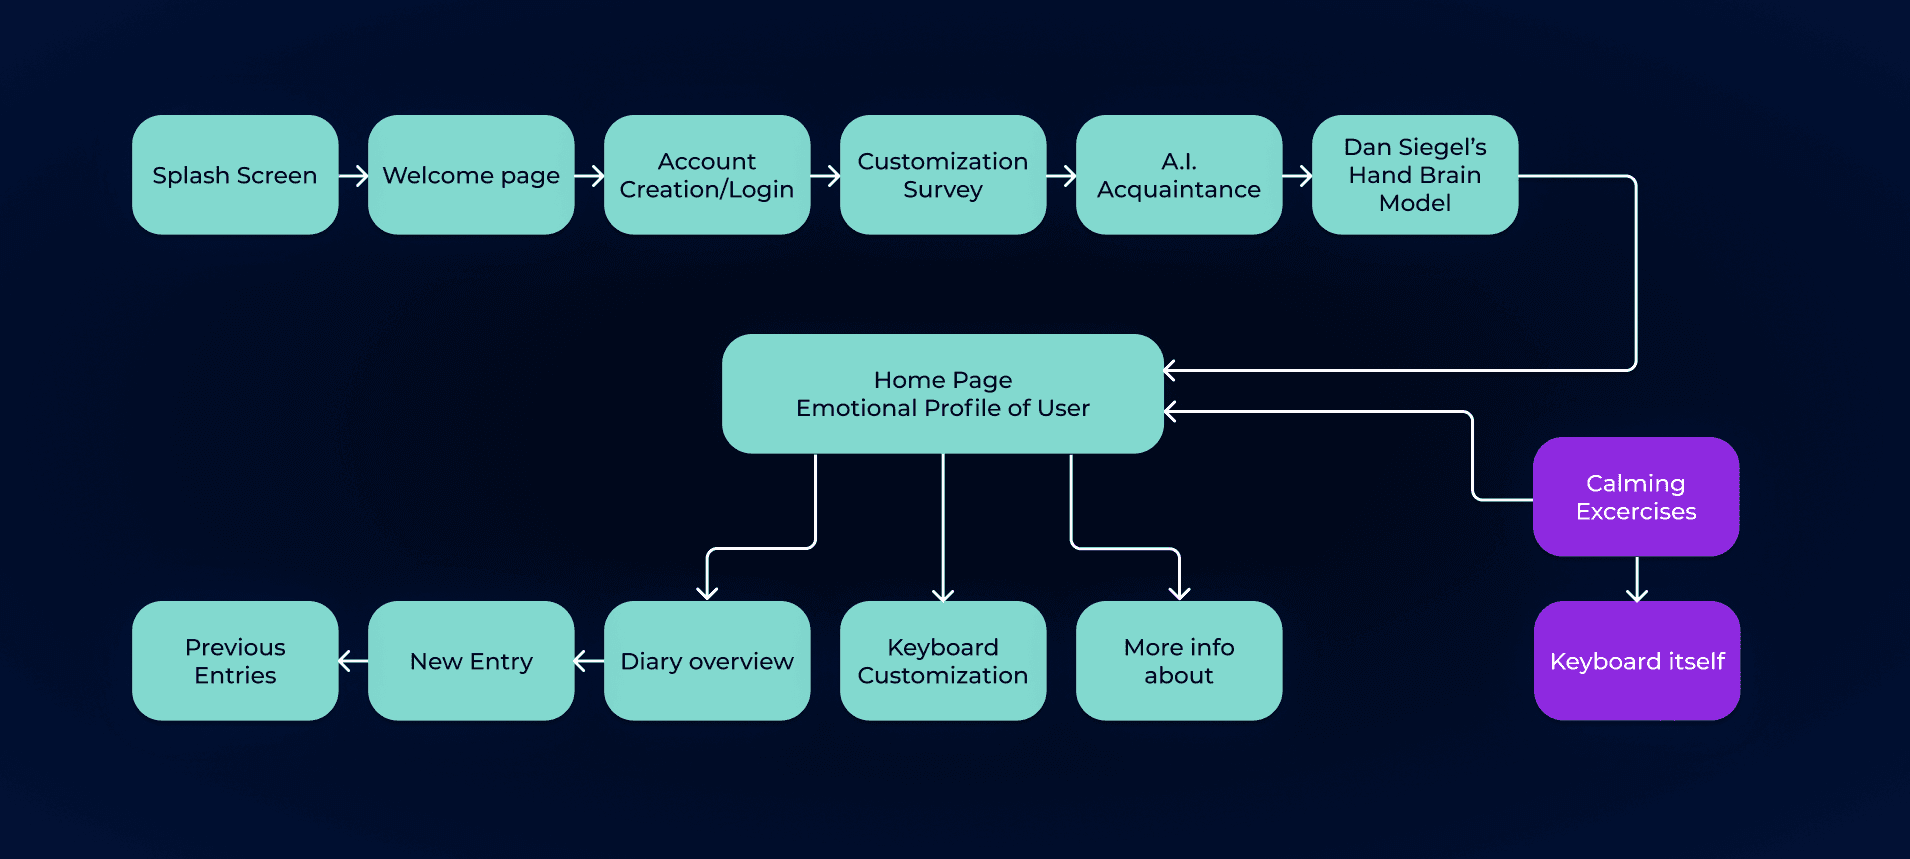 Splash Screen
Welcome page
Account
Creation/Login
Customization
Survey
A.I.
Acquaintance
Dan Siegel’s
Hand Brain
Model
Home Page
Emotional Profile of User
Calming
Excercises
Previous
Entries
New Entry
Diary overview
Keyboard
Customization
More info
about
Keyboard itself